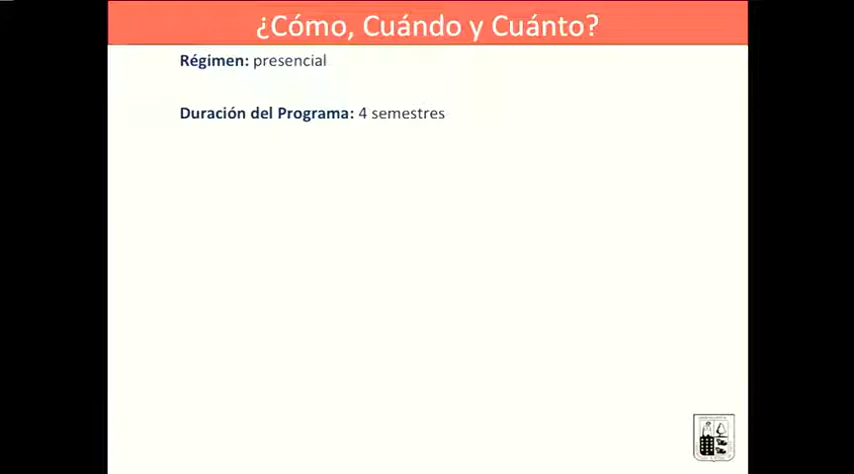 ¿Cómo, Cuándo y Cuánto?
Régimen: presencial
Duración del Programa: 4 semestres